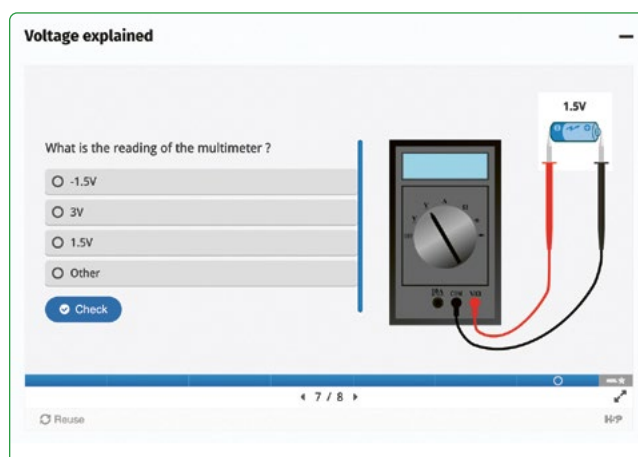 Voltage explained
1.5V
What is the reading of the multimeter ?
-1.5V
3V
1.5V
Other
Check
V A
V
COM
7 / 8
Reuse
H-P